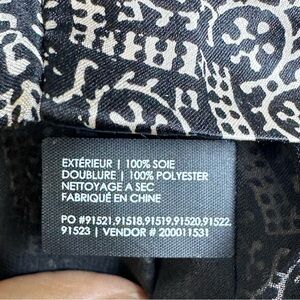 EXTÉRIEUR | 100% SOIE
DOUBLURE | 100% POLYESTER
NETTOYAGE A SEC
FABRIQUÉ EN CHINE
PO #91521,91518,91519,91520,91522,
91523 | VENDOR # 200011531